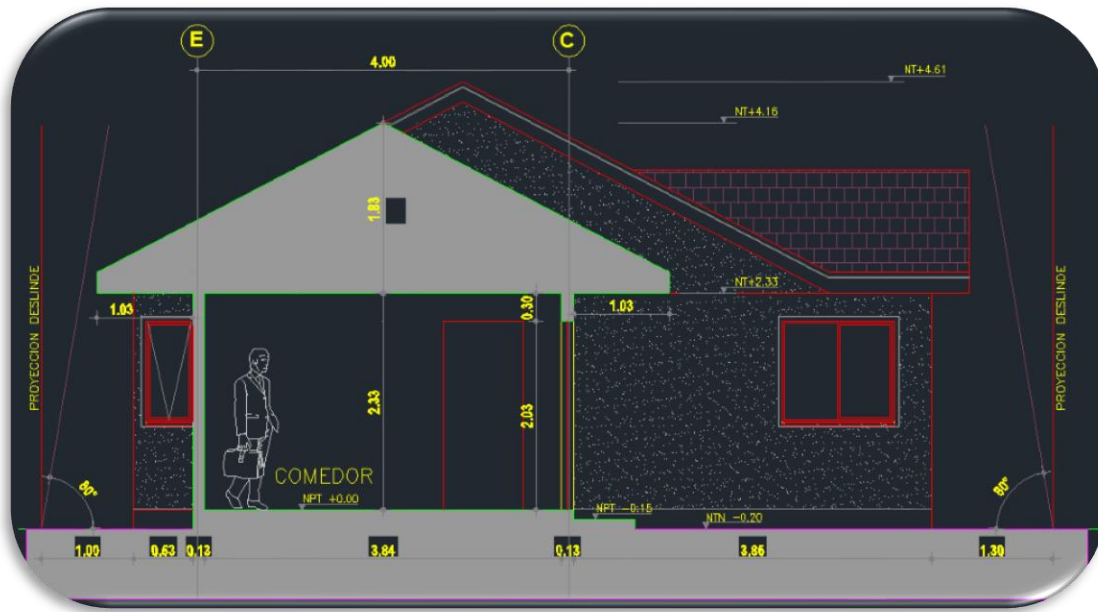 E
C
4.00
NT+4.61
NT+4.16
1.83
PROYECCION DESLINDE
NT+2.33
PROYECCION DESLINDE
1.03
0.30
1.03
2.33
2.03
COMEDOR
80°
80°
NPT +0.00
NPT -0.15
NTN -0.20
1.00
0.63
0.13
3.84
0.13
3.86
1.30